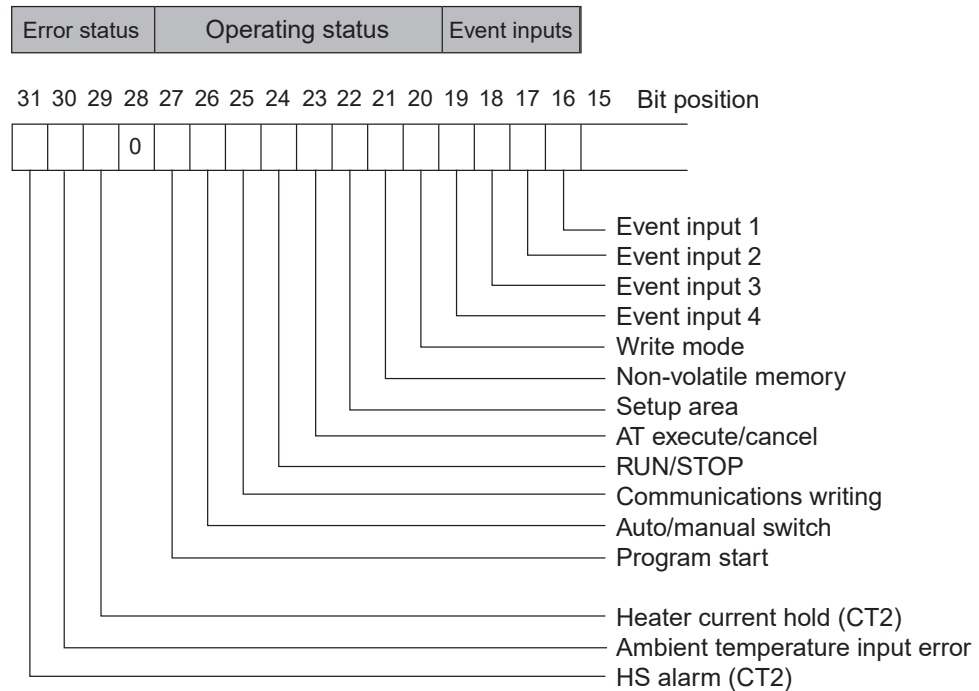 Error status Operating status Event inputs
31 30 29 28 27 26 25 24 23 22 21 20 19 18 17 16 15 Bit position
0
Event input 1
Event input 2
Event input 3
Event input 4
Write mode
Non-volatile memory
Setup area
AT execute/cancel
RUN/STOP
Communications writing
Auto/manual switch
Program start
Heater current hold (CT2)
Ambient temperature input error
HS alarm (CT2)